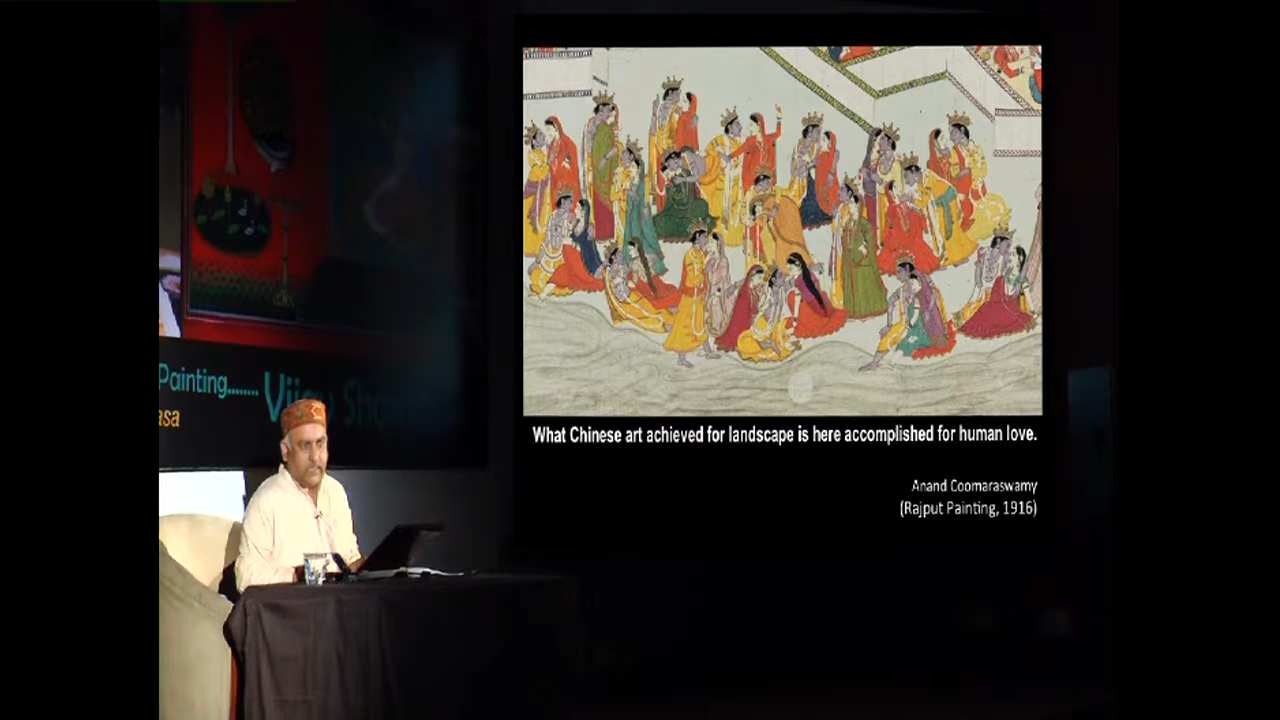 Painting........ Vijay Sharma
asa
What Chinese art achieved for landscape is here accomplished for human love.
Anand Coomaraswamy
(Rajput Painting, 1916)